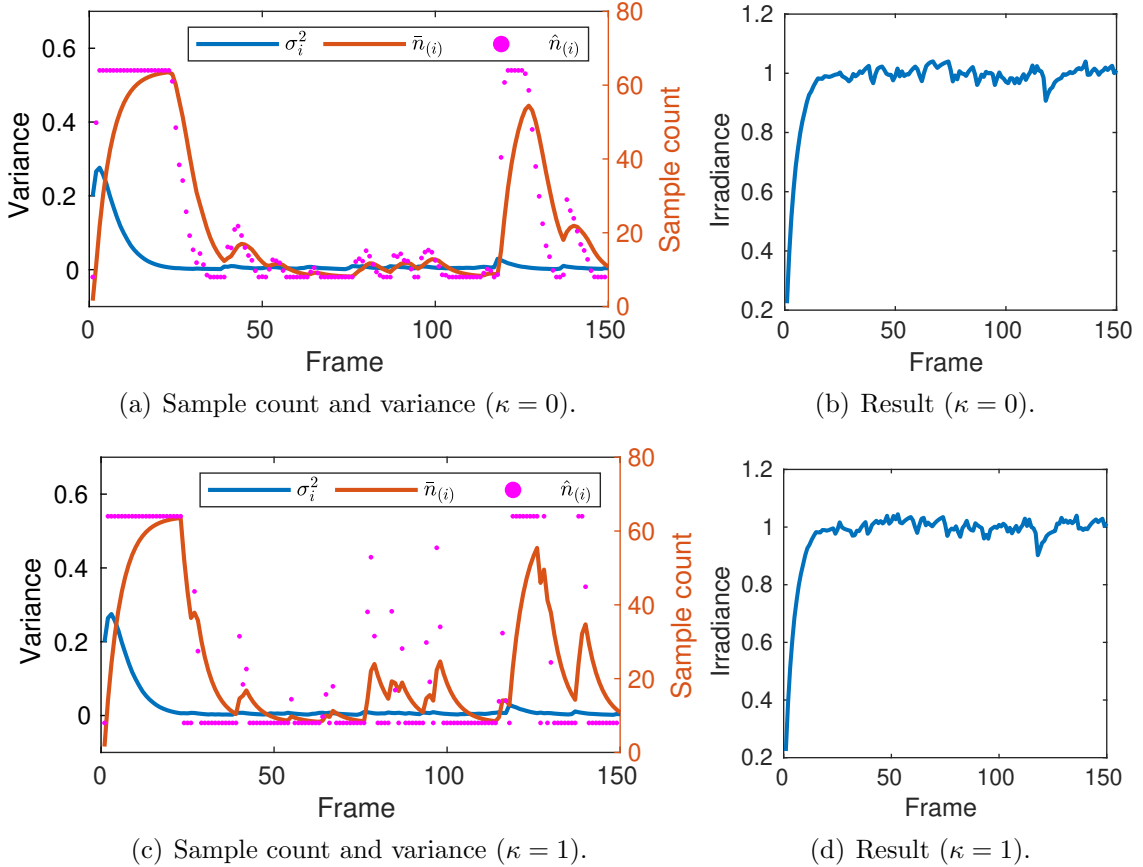 80
1.2
0.6
σ_i^2 n̄_(i) n̂_(i)
60
1
0.4
40
0.8
0.2
20
0.6
0
0.4
0
0.2
0 50 100 150
0 50 100 150
Variance
Sample count
Irradiance
Frame
Frame
(a) Sample count and variance (κ = 0).
(b) Result (κ = 0).
80
1.2
0.6
σ_i^2 n̄_(i) n̂_(i)
60
1
0.4
40
0.8
0.2
20
0.6
0
0.4
0
0.2
0 50 100 150
0 50 100 150
Variance
Sample count
Irradiance
Frame
Frame
(c) Sample count and variance (κ = 1).
(d) Result (κ = 1).